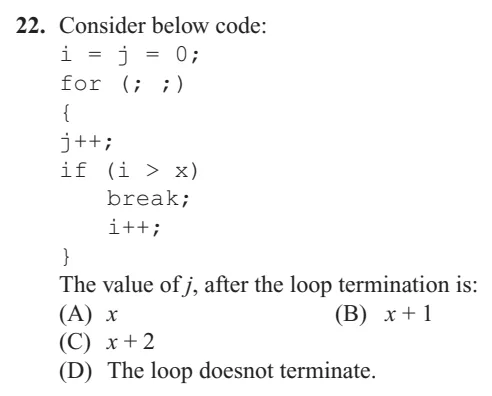 22. Consider below code:
i = j = 0;
for (; ;)
{
j++;
if (i > x)
break;
i++;
}
The value of j, after the loop termination is:
(A) x (B) x + 1
(C) x + 2
(D) The loop doesnot terminate.